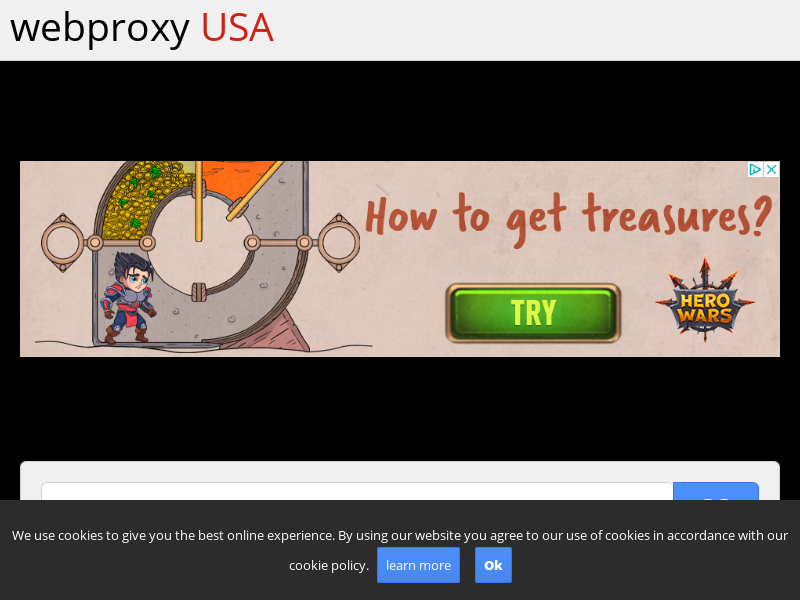 webproxy USA
How to get treasures?
TRY
HERO
WARS
We use cookies to give you the best online experience. By using our website you agree to our use of cookies in accordance with our
cookie policy. learn more Ok